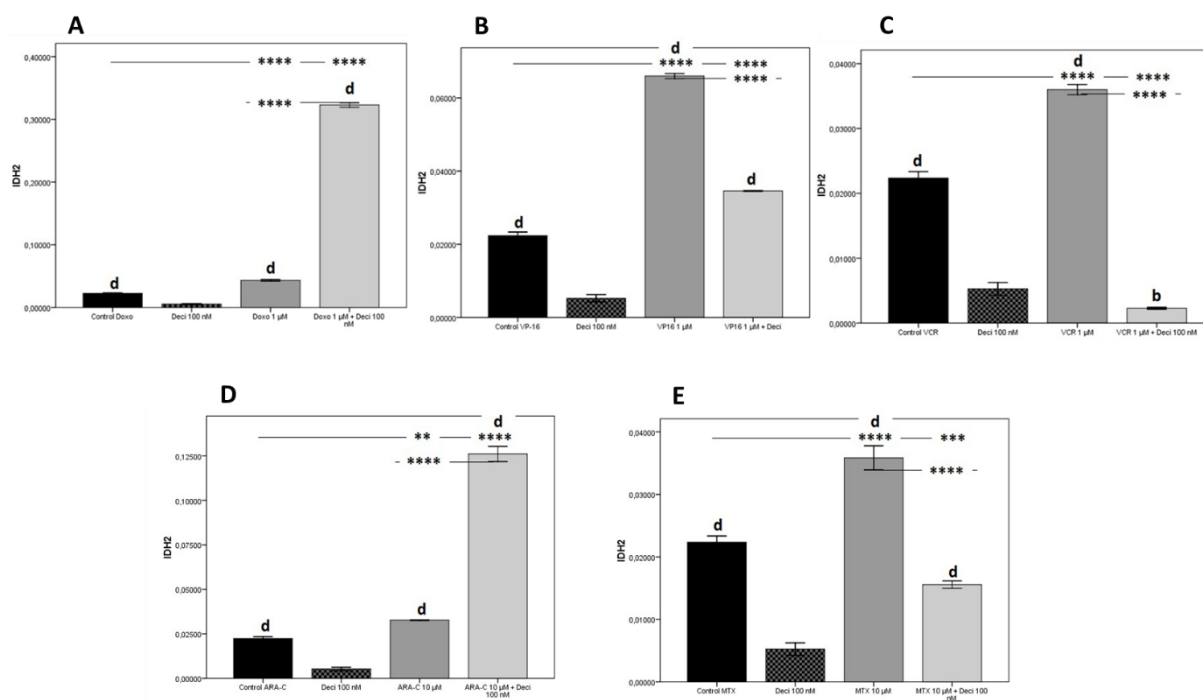 A
0,40000
0,30000
0,20000
0,10000
0,00000
IDH2
**** ****
****
d
d
d
Control Doxo
Deci 100 nM
Doxo 1 µM
Doxo 1 µM + Deci 100
nM
B
0,06000
0,04000
0,02000
0,00000
IDH2
d
**** ****
****
d
d
Control VP-16
Deci 100 nM
VP16 1 µM
VP16 1 µM + Deci
C
0,04000
0,03000
0,02000
0,01000
0,00000
IDH2
d
**** ****
****
d
b
Control VCR
Deci 100 nM
VCR 1 µM
VCR 1 µM + Deci 100 nM
D
0,12500
0,10000
0,07500
0,05000
0,02500
0,00000
IDH2
d
** ****
****
d
d
Control ARA-C
Deci 100 nM
ARA-C 10 µM
ARA-C 10 µM + Deci
100 nM
E
0,04000
0,03000
0,02000
0,01000
0,00000
IDH2
d
**** ***
****
d
d
Control MTX
Deci 100 nM
MTX 10 µM
MTX 10 µM + Deci 100
nM